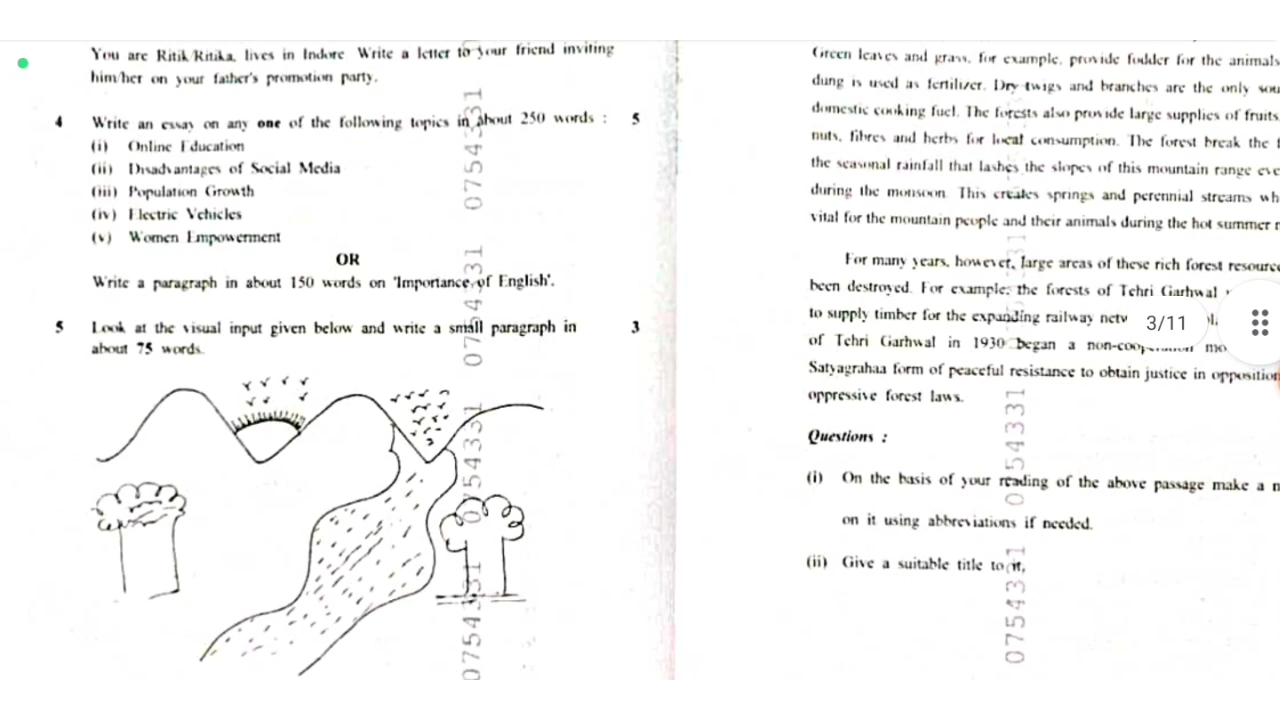 You are Ritik/Ritika, lives in Indore Write a letter to your friend inviting
him/her on your father's promotion party.
4 Write an essay on any one of the following topics in about 250 words : 5
(i) Online Education
(ii) Disadvantages of Social Media
(iii) Population Growth
(iv) Electric Vehicles
(v) Women Empowerment
OR
Write a paragraph in about 150 words on 'Importance of English'.
5 Look at the visual input given below and write a small paragraph in 3
about 75 words.
0754331
0754331
0754331
0754331
Green leaves and grass, for example, provide fodder for the animals
dung is used as fertilizer. Dry twigs and branches are the only
domestic cooking fuel. The forests also provide large supplies of fruits,
nuts, fibres and herbs for local consumption. The forest break the
the seasonal rainfall that lashes the slopes of this mountain range
during the monsoon. This creates springs and perennial streams
vital for the mountain people and their animals during the hot summer
For many years, however, large areas of these rich forest
been destroyed. For example; the forests of Tehri Garhwal
to supply timber for the expanding railway
of Tehri Garhwal in 1930 began a
Satyagrahaa form of peaceful resistance to obtain justice in
oppressive forest laws.
3/11
Questions :
(i) On the basis of your reading of the above passage make a
on it using abbreviations if needed.
(ii) Give a suitable title to it,
0754331
0754331